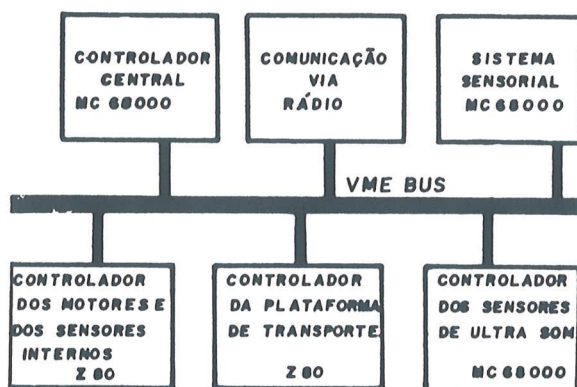 CONTROLADOR
CENTRAL
MC 68000
COMUNICAÇÃO
VIA
RÁDIO
SISTEMA
SENSORIAL
MC 68000
VME BUS
CONTROLADOR
DOS MOTORES E
DOS SENSORES
INTERNOS
Z 80
CONTROLADOR
DA PLATAFORMA
DE TRANSPORTE
Z 80
CONTROLADOR
DOS SENSORES
DE ULTRA SOM
MC 68000